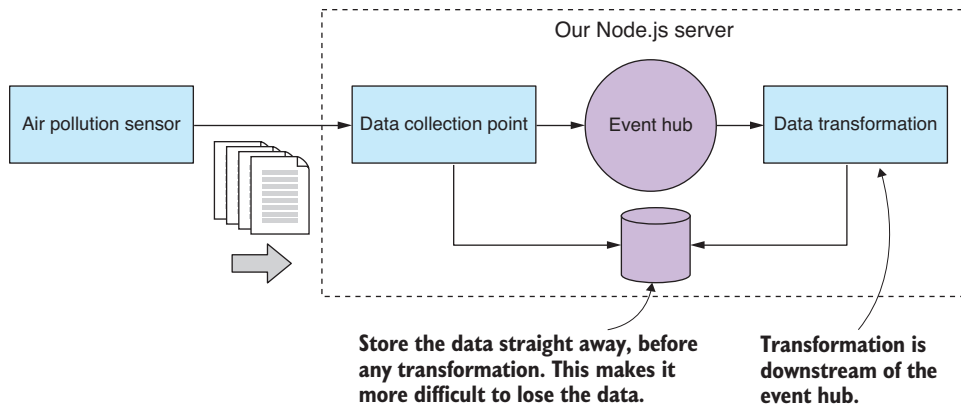 Our Node.js server
Air pollution sensor
Data collection point
Event hub
Data transformation
Store the data straight away, before
any transformation. This makes it
more difficult to lose the data.
Transformation is
downstream of the
event hub.